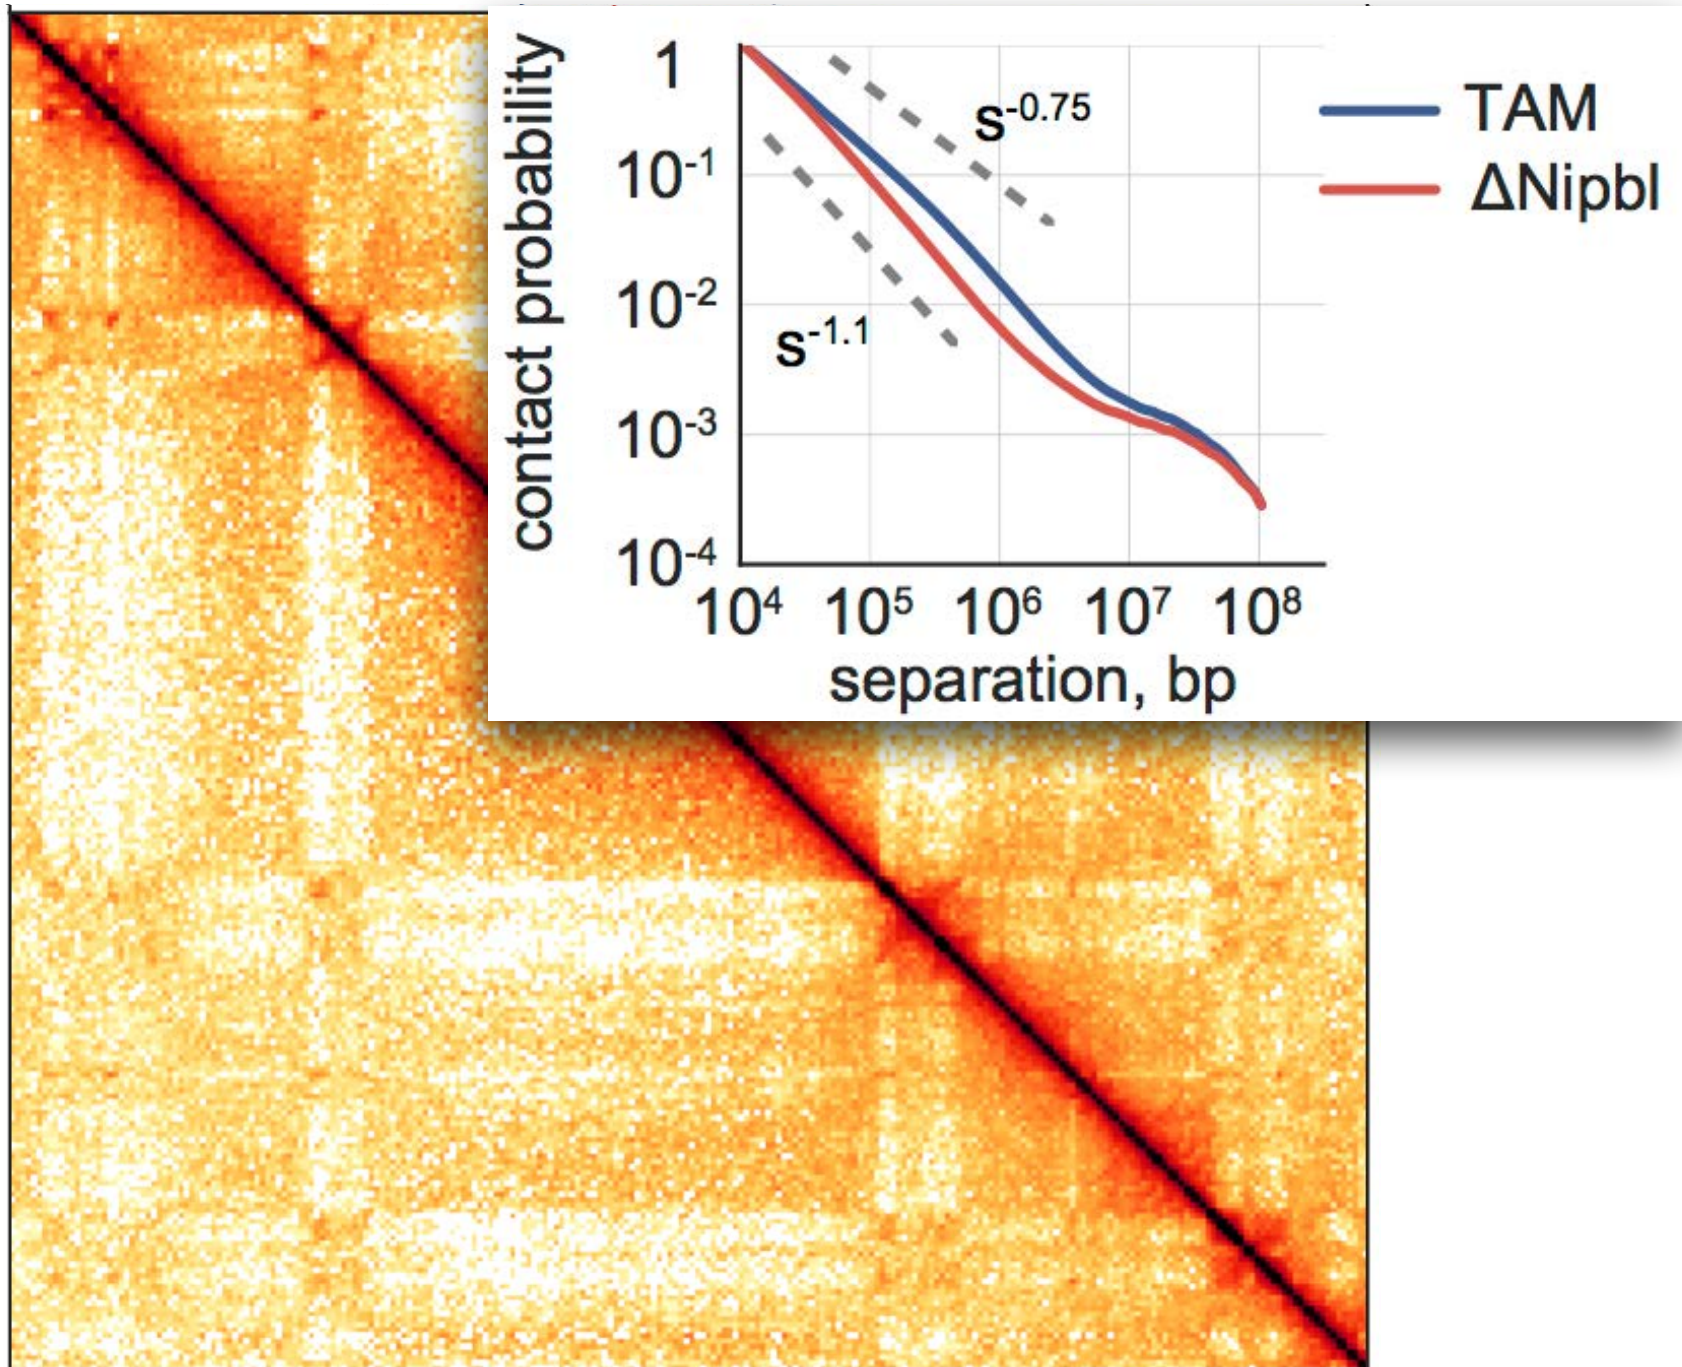 contact probability
1
10⁻¹
10⁻²
10⁻³
10⁻⁴
s⁻⁰·⁷⁵
s⁻¹·¹
TAM
ΔNipbl
10⁴ 10⁵ 10⁶ 10⁷ 10⁸
separation, bp